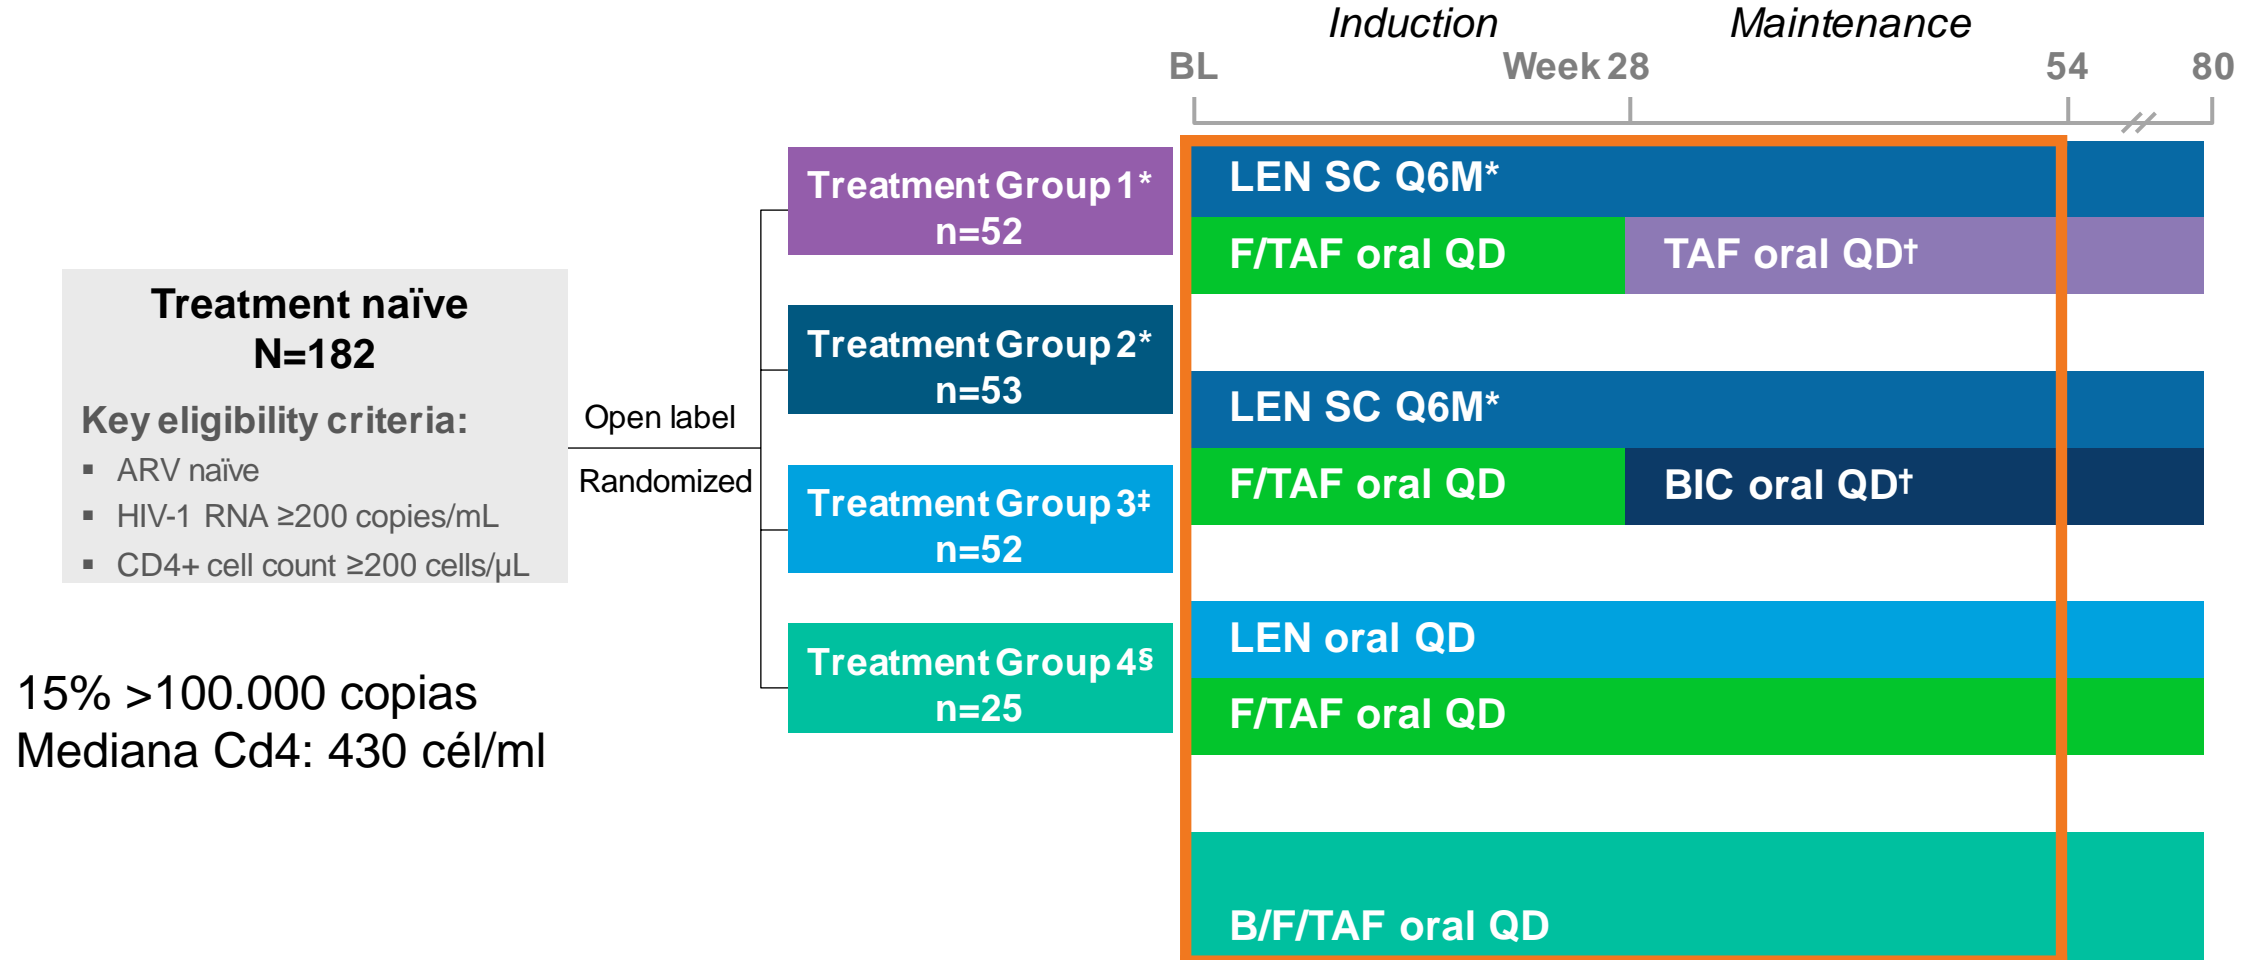 Induction Maintenance
BL Week 28 54 80
Treatment naïve
N=182
Key eligibility criteria:
▪ ARV naïve
▪ HIV-1 RNA ≥200 copies/mL
▪ CD4+ cell count ≥200 cells/µL
15% >100.000 copias
Mediana Cd4: 430 cél/ml
Open label
Randomized
Treatment Group 1*
n=52
Treatment Group 2*
n=53
Treatment Group 3‡
n=52
Treatment Group 4§
n=25
LEN SC Q6M*
F/TAF oral QD TAF oral QD†
LEN SC Q6M*
F/TAF oral QD BIC oral QD†
LEN oral QD
F/TAF oral QD
B/F/TAF oral QD